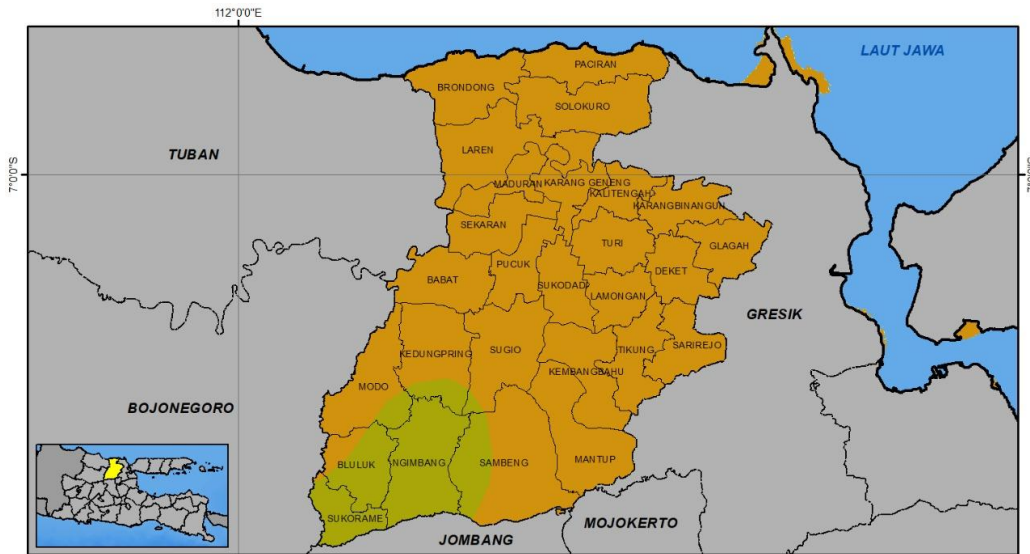 112°0'0"E
LAUT JAWA
PACIRAN
BRONDONG
SOLOKURO
TUBAN
LAREN
7°0'0"S
MADURAN
KARANG GENENG
KALITENGAH
KARANGBINANGUN
SEKARAN
TURI
GLAGAH
PUCUK
DEKET
BABAT
SUKODADI
LAMONGAN
GRESIK
KEDUNGPRING
SUGIO
TIKUNG
SARIREJO
KEMBANGBAHU
MODO
BOJONEGORO
BLULUK
NGIMBANG
SAMBENG
MANTUP
SUKORAME
MOJOKERTO
JOMBANG